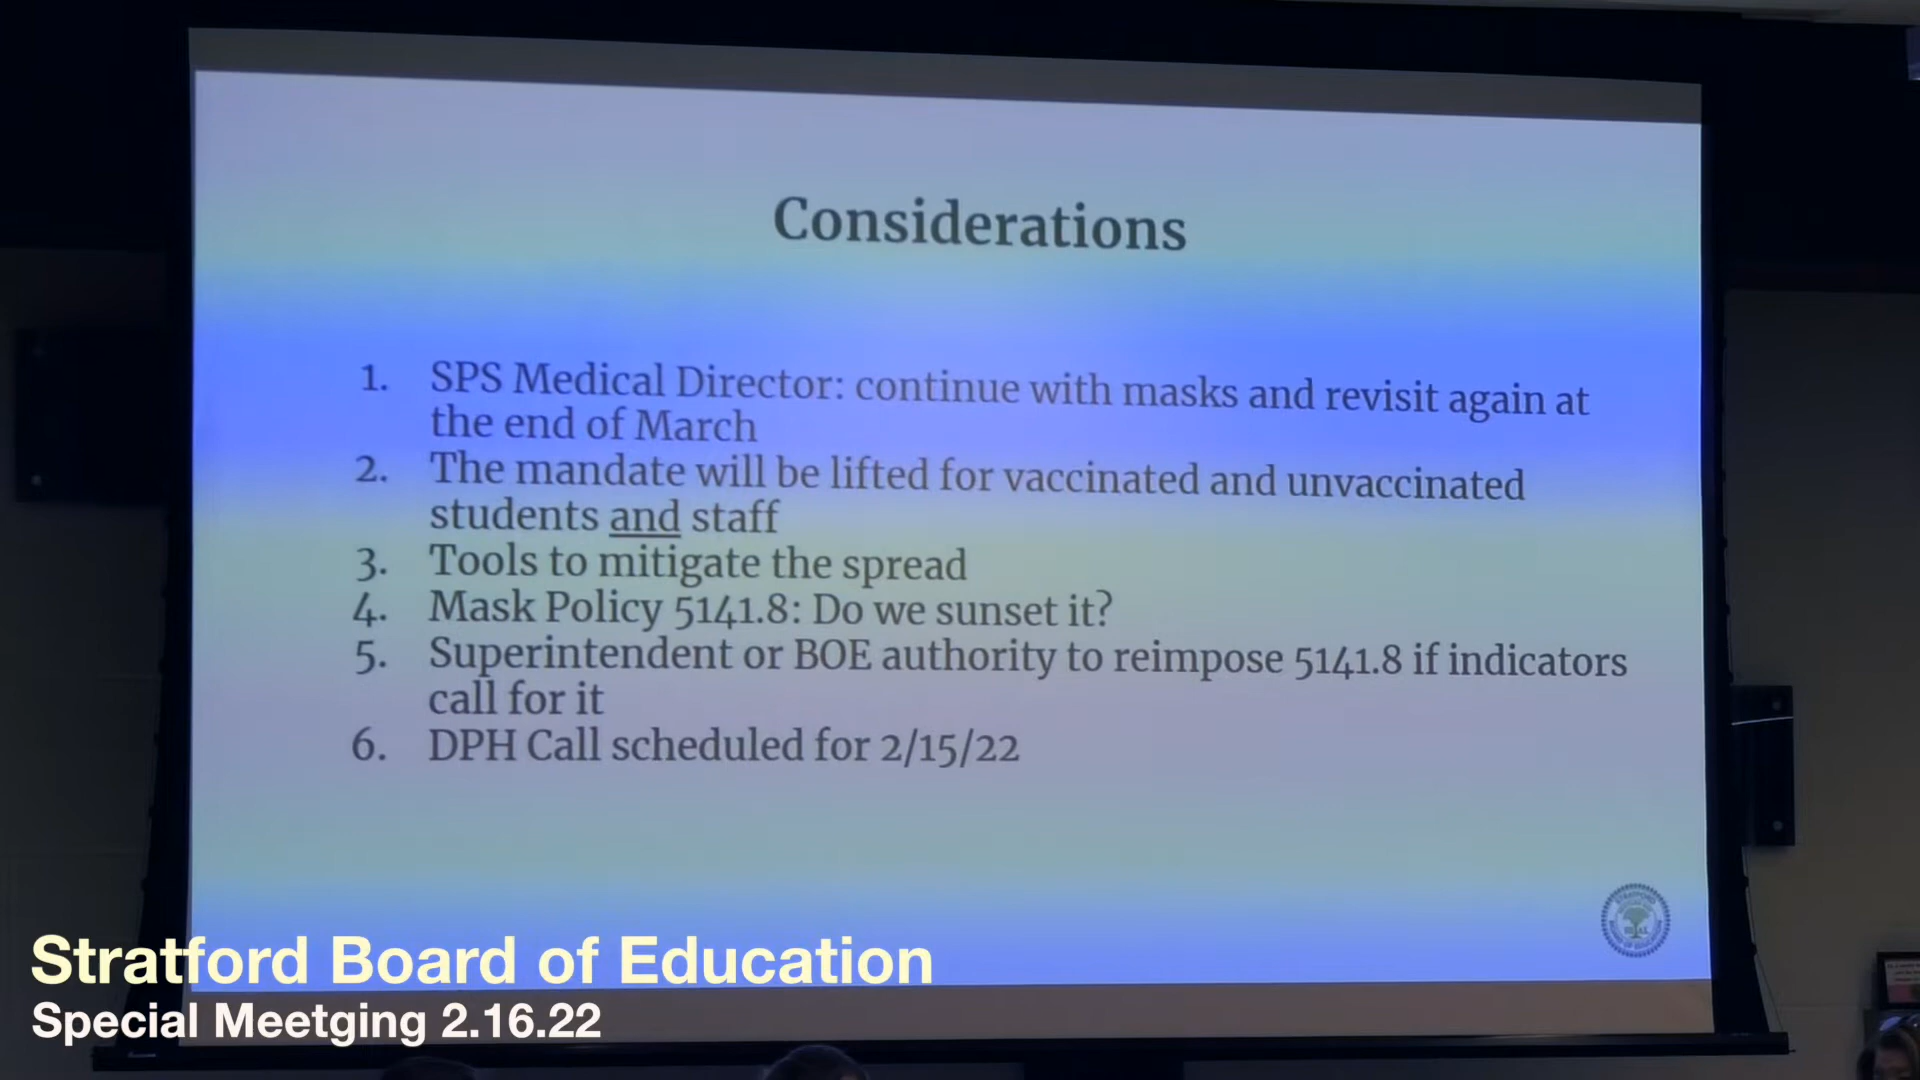 Considerations
1. SPS Medical Director: continue with masks and revisit again at
the end of March
2. The mandate will be lifted for vaccinated and unvaccinated
students and staff
3. Tools to mitigate the spread
4. Mask Policy 5141.8: Do we sunset it?
5. Superintendent or BOE authority to reimpose 5141.8 if indicators
call for it
6. DPH Call scheduled for 2/15/22
Stratford Board of Education
Special Meetging 2.16.22